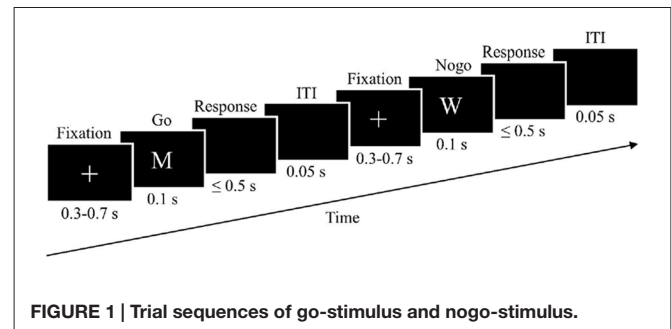 ITI
Response
Nogo
Fixation
W
ITI
Response
+
0.05 s
Go
≤ 0.5 s
Fixation
0.1 s
M
0.3-0.7 s
+
0.05 s
≤ 0.5 s
0.1 s
0.3-0.7 s
Time
FIGURE 1 | Trial sequences of go-stimulus and nogo-stimulus.